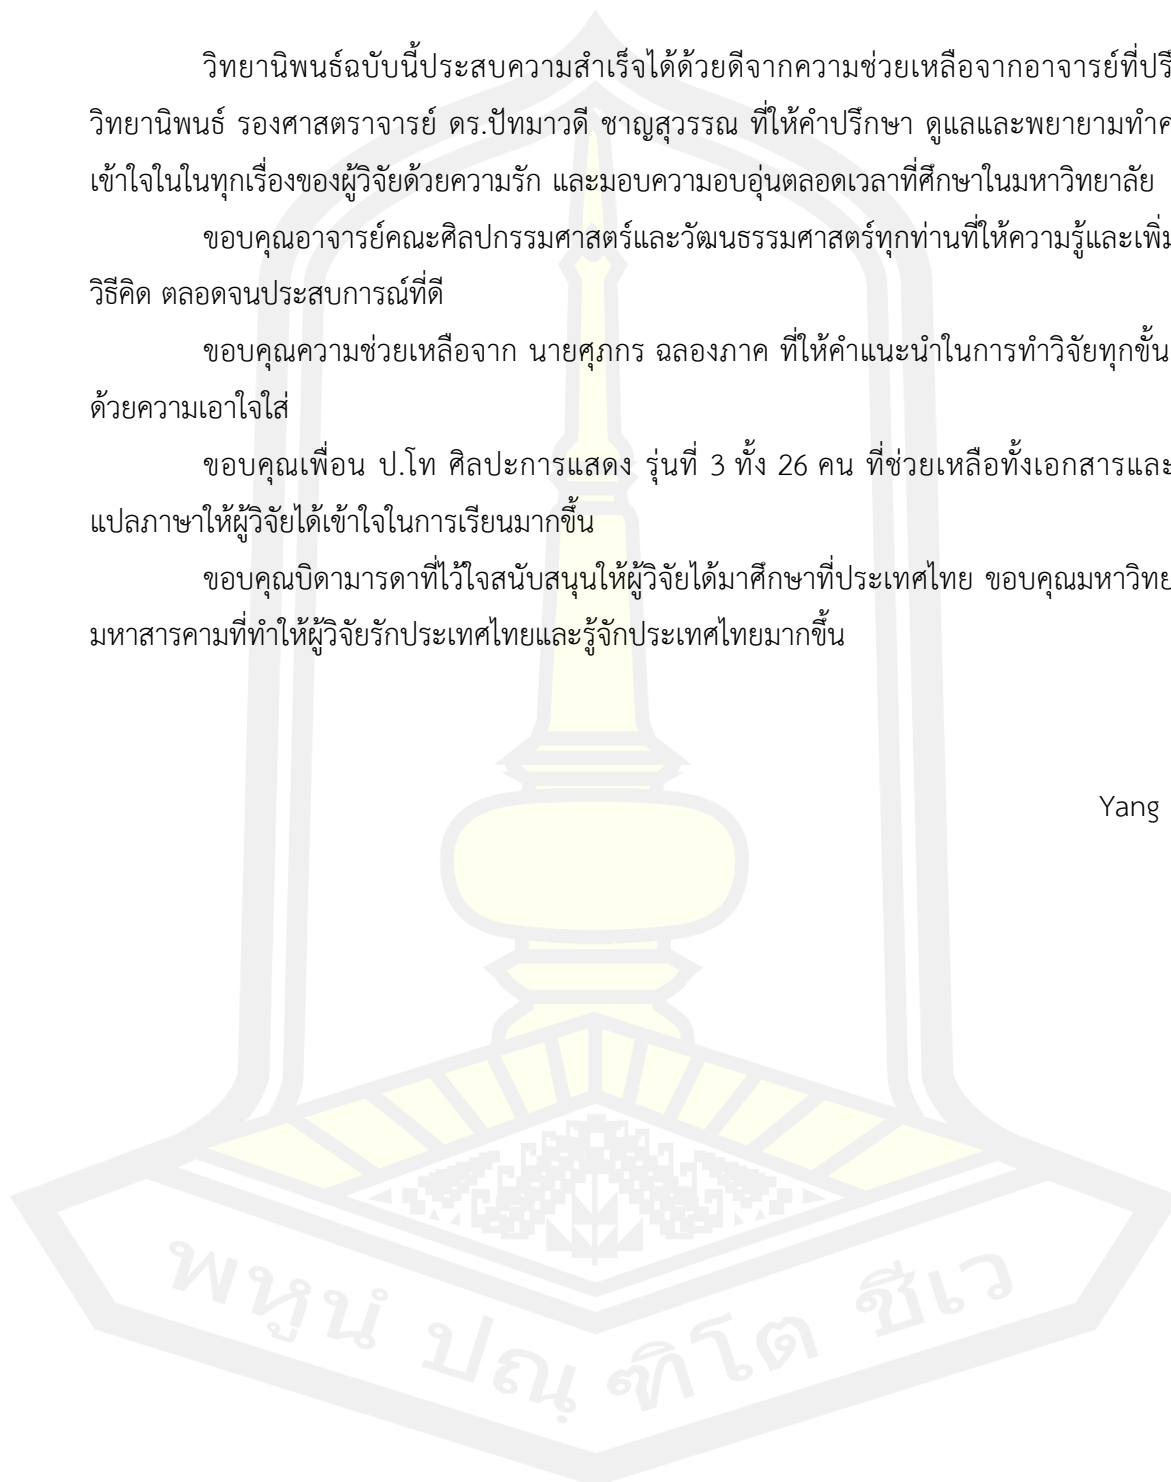 วิทยานิพนธ์ฉบับนี้ประสบความสำเร็จได้ด้วยดีจากความช่วยเหลือจากอาจารย์ที่ปรึ
วิทยานิพนธ์ รองศาสตราจารย์ ดร.ปัทมาวดี ชาญสุวรรณ ที่ให้คำปรึกษา ดูแลและพยายามทำค
เข้าใจในในทุกเรื่องของผู้วิจัยด้วยความรัก และมอบความอบอุ่นตลอดเวลาที่ศึกษาในมหาวิทยาลัย
ขอบคุณอาจารย์คณะศิลปกรรมศาสตร์และวัฒนธรรมศาสตร์ทุกท่านที่ให้ความรู้และเพิ่ม
วิธีคิด ตลอดจนประสบการณ์ที่ดี
ขอบคุณความช่วยเหลือจาก นายศุภกร ฉลองภาค ที่ให้คำแนะนำในการทำวิจัยทุกขั้น
ด้วยความเอาใจใส่
ขอบคุณเพื่อน ป.โท ศิลปะการแสดง รุ่นที่ 3 ทั้ง 26 คน ที่ช่วยเหลือทั้งเอกสารและ
แปลภาษาให้ผู้วิจัยได้เข้าใจในการเรียนมากขึ้น
ขอบคุณบิดามารดาที่ไว้ใจสนับสนุนให้ผู้วิจัยได้มาศึกษาที่ประเทศไทย ขอบคุณมหาวิทย
มหาสารคามที่ทำให้ผู้วิจัยรักประเทศไทยและรู้จักประเทศไทยมากขึ้น
Yang
พหูนํ ปณฺฑิโต ชีเว